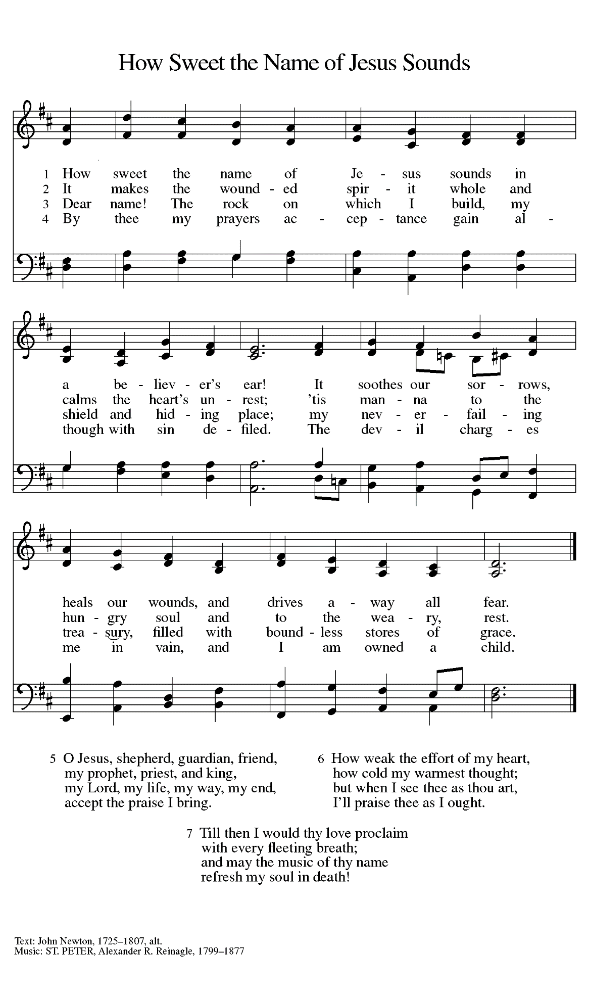 How Sweet the Name of Jesus Sounds
1 How sweet the name of Je - sus sounds in
2 It makes the wound - ed spir - it whole and
3 Dear name! The rock on which I build, my
4 By thee my prayers ac - cep - tance gain al -
a be - liev - er's ear! It soothes our sor - rows,
calms the heart's un - rest; 'tis man - na to the
shield and hid - ing place; my nev - er - fail - ing
though with sin de - filed. The dev - il charg - es
heals our wounds, and drives a - way all fear.
hun - gry soul and to the wea - ry, rest.
trea - sury, filled with bound - less stores of grace.
me in vain, and I am owned a child.
5 O Jesus, shepherd, guardian, friend,
my prophet, priest, and king,
my Lord, my life, my way, my end,
accept the praise I bring.
6 How weak the effort of my heart,
how cold my warmest thought;
but when I see thee as thou art,
I'll praise thee as I ought.
7 Till then I would thy love proclaim
with every fleeting breath;
and may the music of thy name
refresh my soul in death!
Text: John Newton, 1725–1807, alt.
Music: ST. PETER, Alexander R. Reinagle, 1799–1877